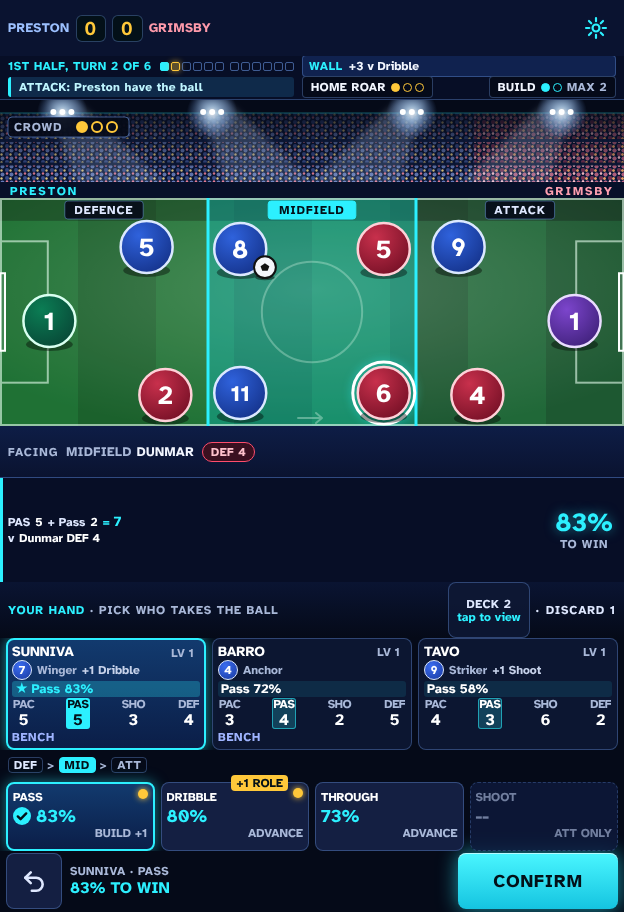 PRESTON 0 0 GRIMSBY
1ST HALF, TURN 2 OF 6
WALL +3 v Dribble
ATTACK: Preston have the ball
HOME ROAR
BUILD MAX 2
CROWD
PRESTON GRIMSBY
DEFENCE MIDFIELD ATTACK
5 8 5 9
1 1
2 11 6 4
FACING MIDFIELD DUNMAR DEF 4
PAS 5 + Pass 2 = 7
v Dunmar DEF 4
83%
TO WIN
YOUR HAND · PICK WHO TAKES THE BALL
DECK 2
tap to view
· DISCARD 1
SUNNIVA LV 1
7 Winger +1 Dribble
★ Pass 83%
PAC PAS SHO DEF
5 5 3 4
BENCH
BARRO LV 1
4 Anchor
Pass 72%
PAC PAS SHO DEF
3 4 2 5
BENCH
TAVO LV 1
9 Striker +1 Shoot
Pass 58%
PAC PAS SHO DEF
4 3 6 2
DEF > MID > ATT
PASS
83%
BUILD +1
+1 ROLE
DRIBBLE
80%
ADVANCE
THROUGH
73%
ADVANCE
SHOOT
--
ATT ONLY
SUNNIVA · PASS
83% TO WIN
CONFIRM